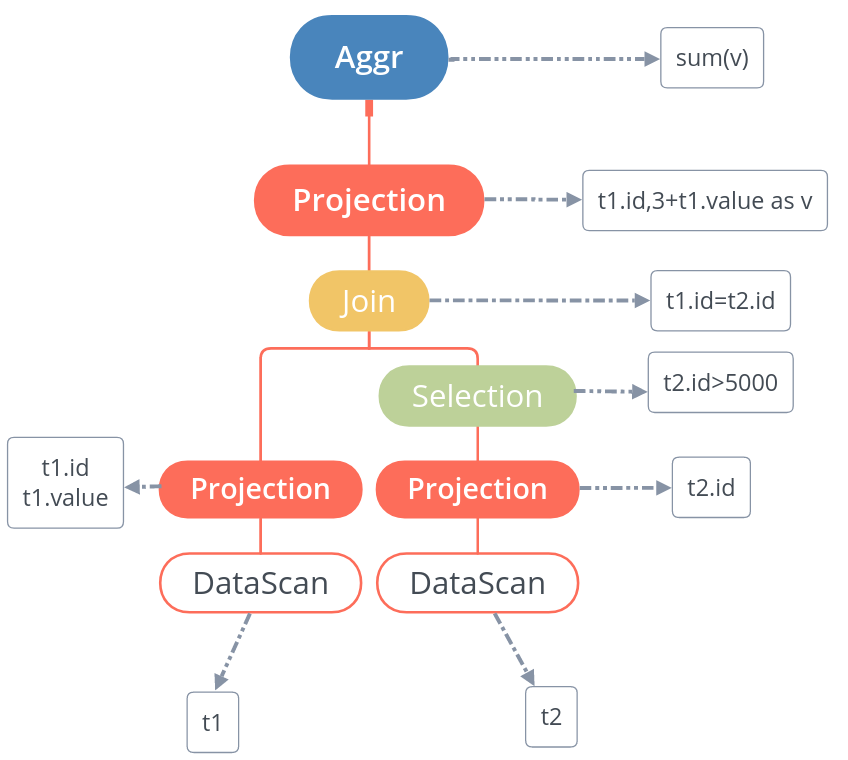 Aggr
sum(v)
Projection
t1.id,3+t1.value as v
Join
t1.id=t2.id
t2.id>5000
Selection
t1.id
t1.value
Projection
Projection
t2.id
DataScan
DataScan
t1
t2